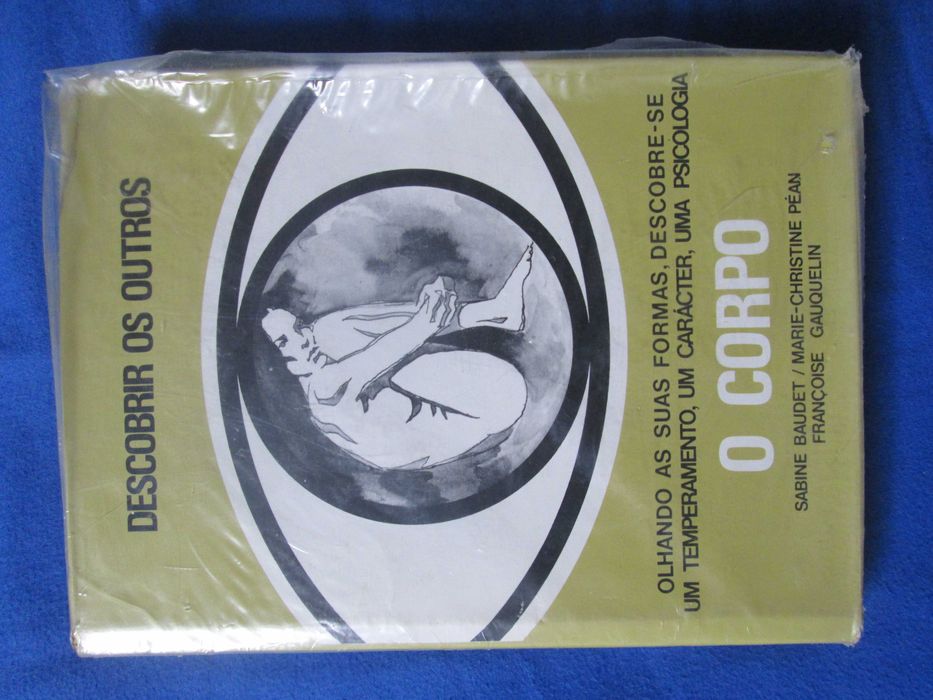 DESCOBRIR OS OUTROS
OLHANDO AS SUAS FORMAS, DESCOBRE-SE
UM TEMPERAMENTO, UM CARÁCTER, UMA PSICOLOGIA
O CORPO
SABINE BAUDET / MARIE-CHRISTINE PÉAN
FRANÇOISE GAUQUELIN